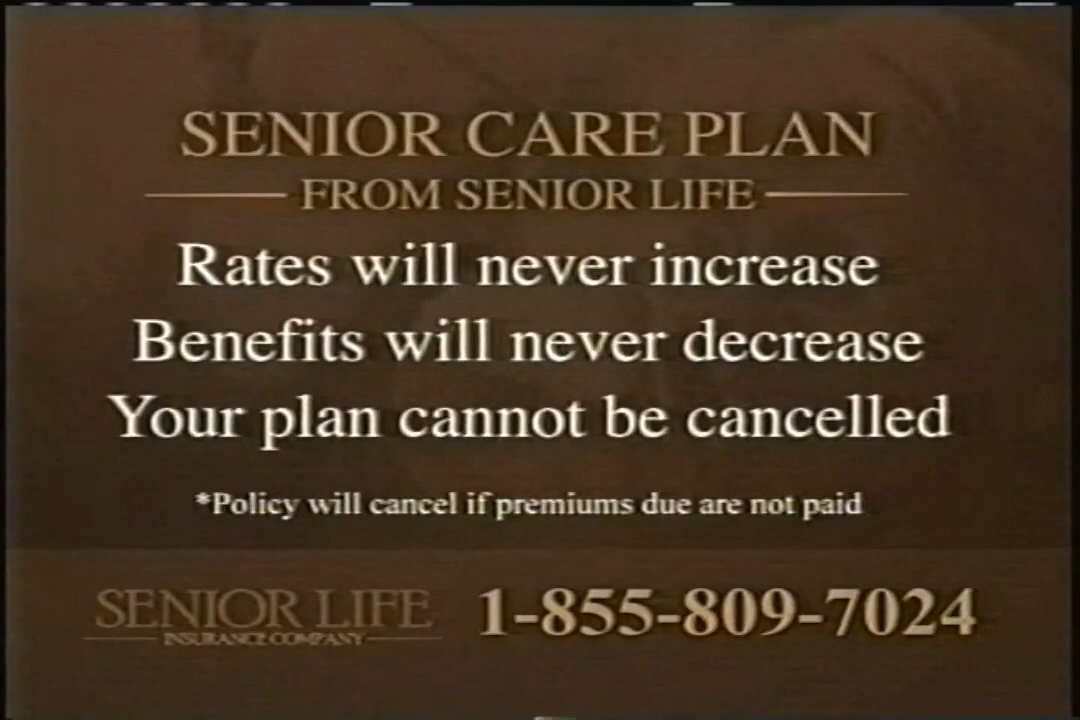 SENIOR CARE PLAN
FROM SENIOR LIFE
Rates will never increase
Benefits will never decrease
Your plan cannot be cancelled
*Policy will cancel if premiums due are not paid
SENIOR LIFE
INSURANCE COMPANY
1-855-809-7024